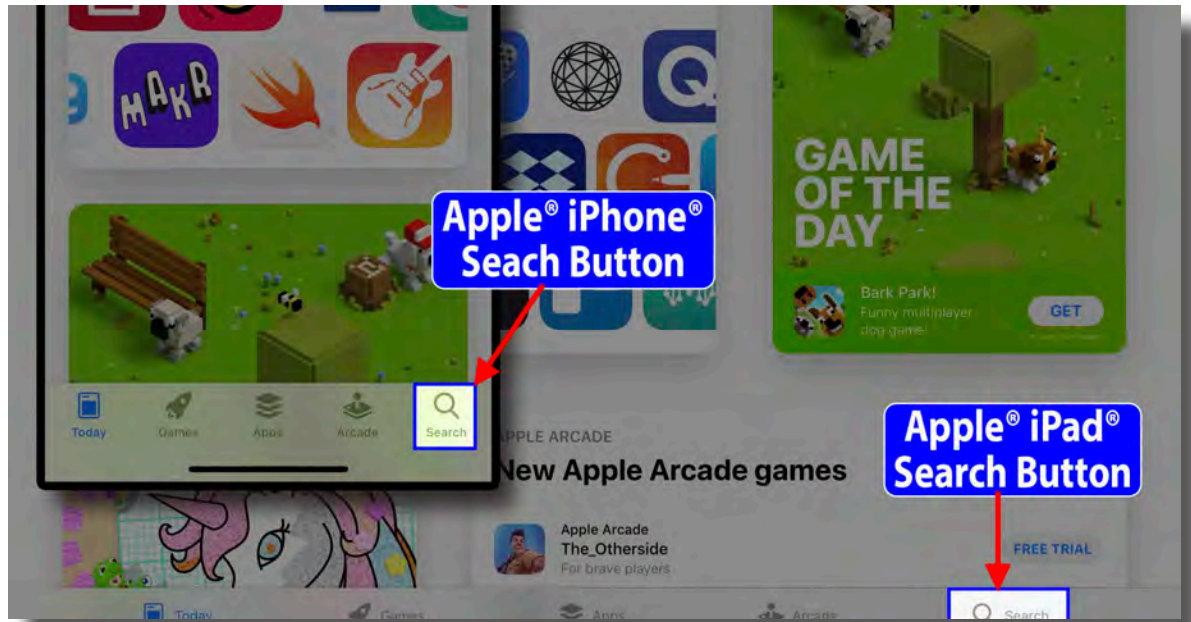 MAKR
Q
GAME
OF THE
DAY
Apple® iPhone®
Seach Button
Bark Park!
Funny multiplayer
dog game!
GET
Today
Games
Apps
Arcade
Search
APPLE ARCADE
New Apple Arcade games
Apple® iPad®
Search Button
Apple Arcade
The_Otherside
For brave players
FREE TRIAL
Today
Games
Apps
Arcade
Search